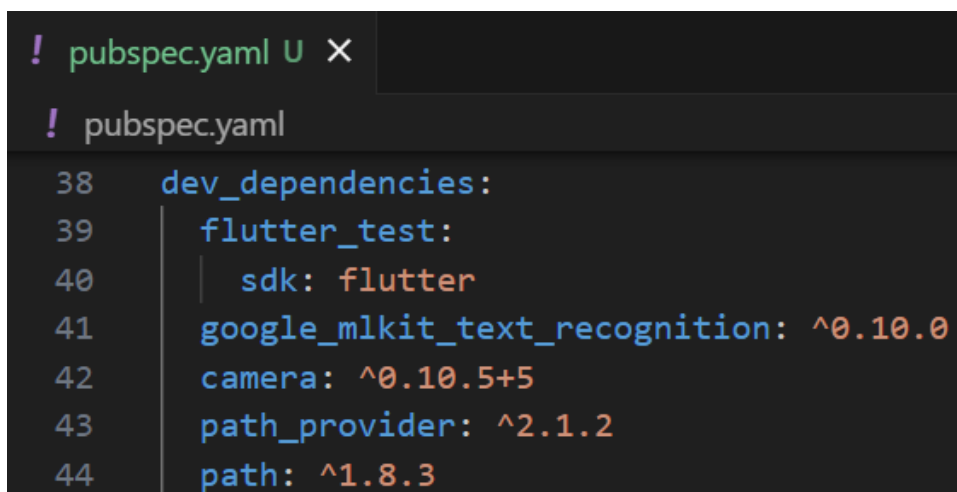 ! pubspec.yaml U ✕
! pubspec.yaml
38 dev_dependencies:
39 flutter_test:
40 sdk: flutter
41 google_mlkit_text_recognition: ^0.10.0
42 camera: ^0.10.5+5
43 path_provider: ^2.1.2
44 path: ^1.8.3